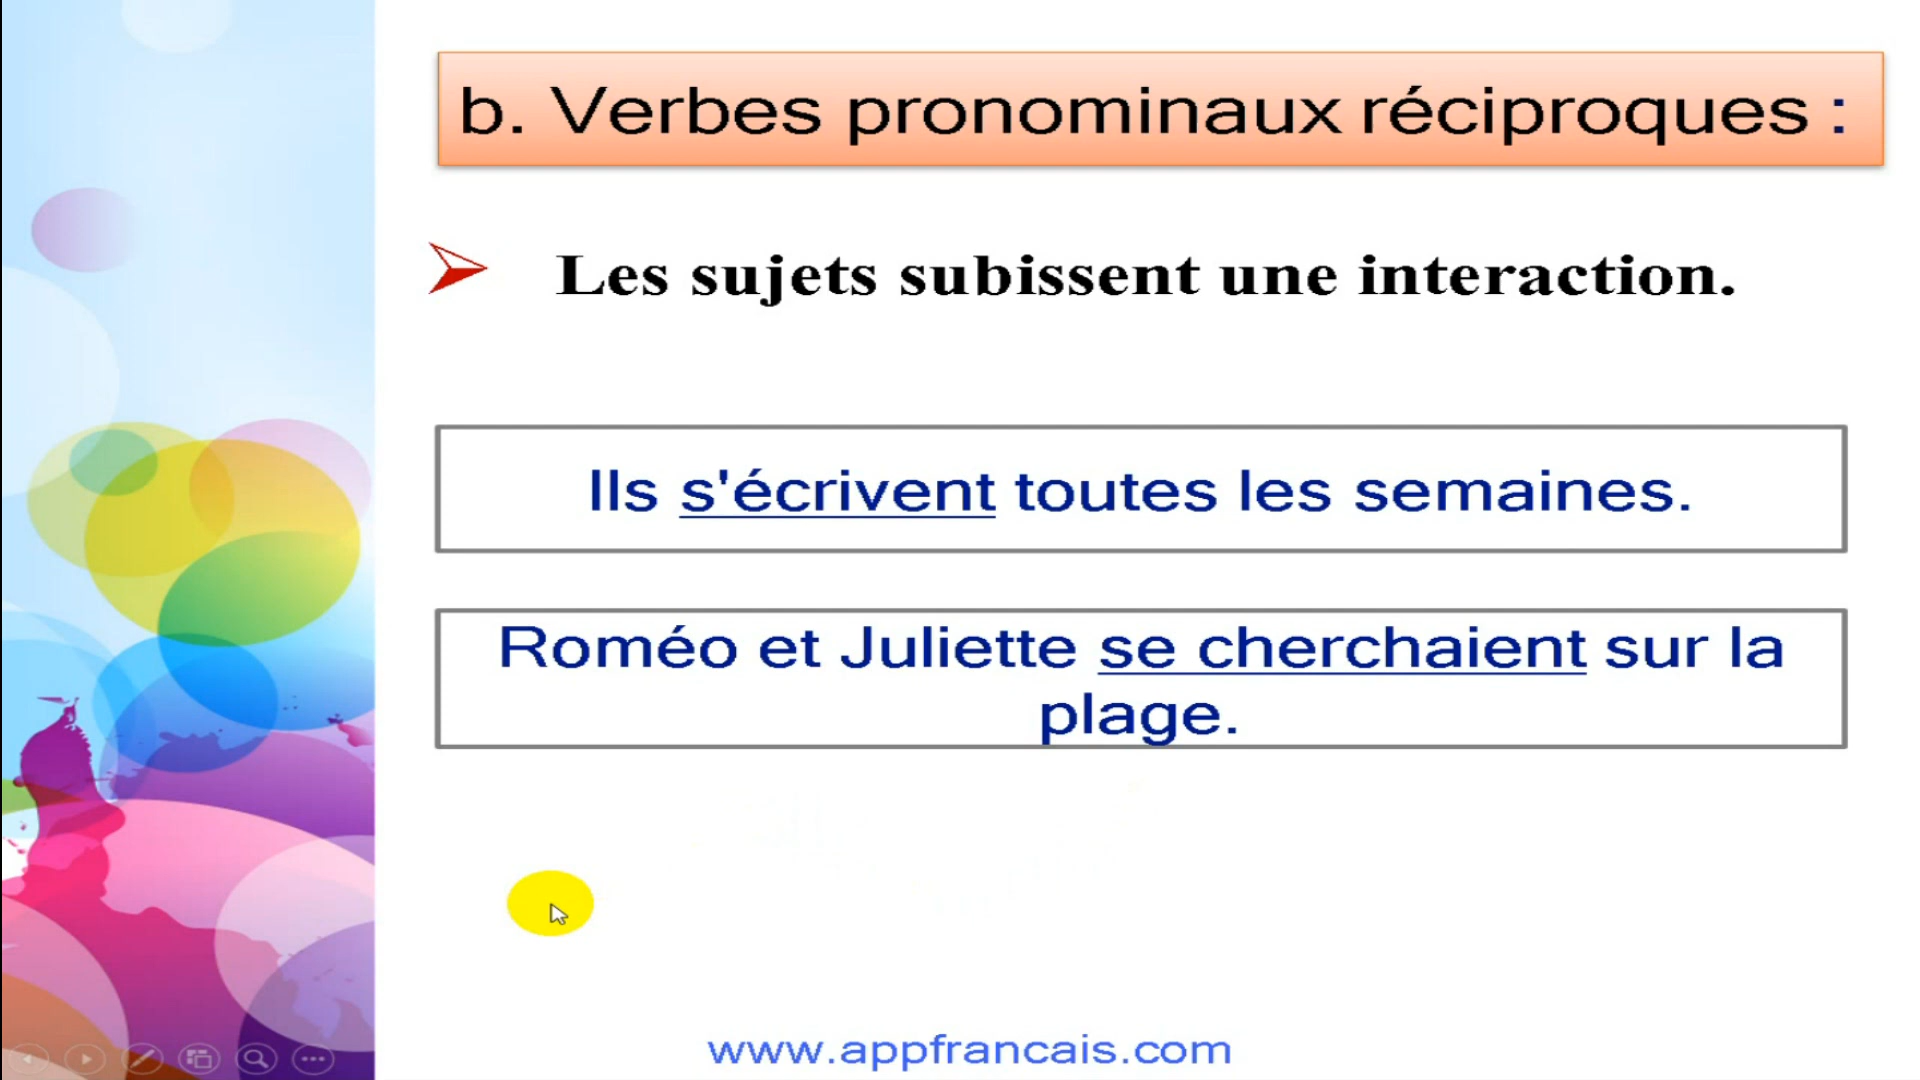 b. Verbes pronominaux réciproques :
Les sujets subissent une interaction.
Ils s'écrivent toutes les semaines.
Roméo et Juliette se cherchaient sur la
plage.
www.appfrancais.com